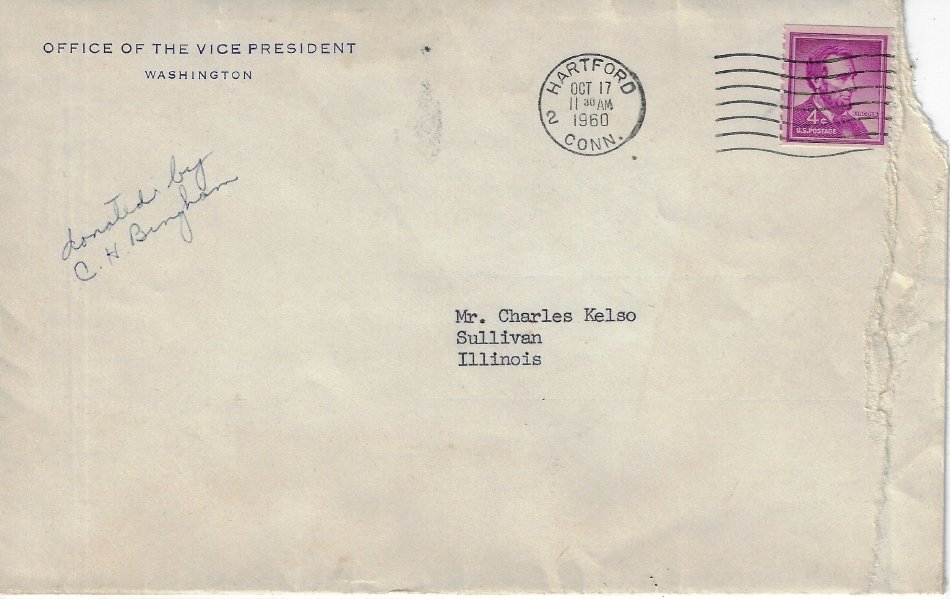 OFFICE OF THE VICE PRESIDENT
WASHINGTON
HARTFORD
OCT 17
11 30 AM
1960
2 CONN.
4¢
U.S. POSTAGE
donated by
C. H. Bingham
Mr. Charles Kelso
Sullivan
Illinois